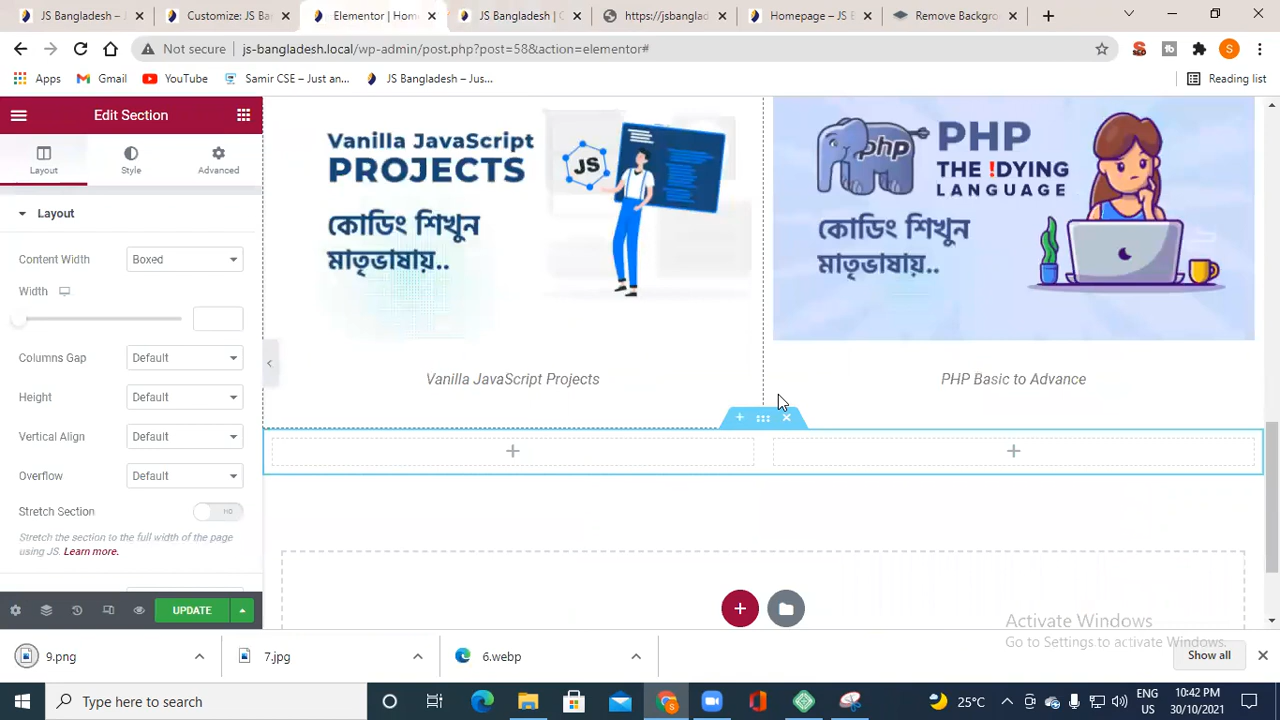 JS Bangladesh |
Customize: JS Ba
Elementor | Hom
JS Bangladesh | C
https://jsbanglad
Homepage – JS B
Remove Backgro
Not secure
js-bangladesh.local/wp-admin/post.php?post=58&action=elementor#
S
Apps
Gmail
YouTube
Samir CSE – Just an...
JS Bangladesh – Jus...
Reading list
Edit Section
Layout
Style
Advanced
Layout
Content Width
Boxed
Width
Columns Gap
Default
Height
Default
Vertical Align
Default
Overflow
Default
Stretch Section
NO
Stretch the section to the full width of the page
using JS. Learn more.
UPDATE
Vanilla JavaScript
PROJECTS
কোডিং শিখুন
মাতৃভাষায়..
JS
Vanilla JavaScript Projects
php
PHP
THE !DYING
LANGUAGE
কোডিং শিখুন
মাতৃভাষায়..
PHP Basic to Advance
Activate Windows
Go to Settings to activate Windows.
9.png
7.jpg
6.webp
Show all
Type here to search
25°C
ENG
US
10:42 PM
30/10/2021